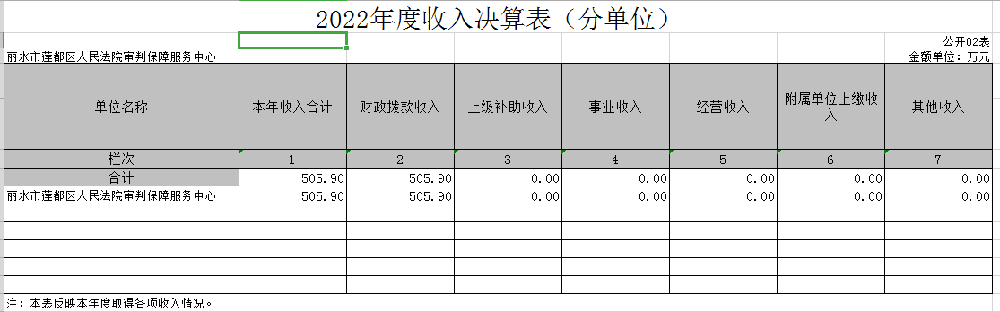 2022年度收入决算表（分单位）
公开02表
丽水市莲都区人民法院审判保障服务中心 金额单位：万元
单位名称 本年收入合计 财政拨款收入 上级补助收入 事业收入 经营收入 附属单位上缴收 其他收入
入
栏次 1 2 3 4 5 6 7
合计 505.90 505.90 0.00 0.00 0.00 0.00 0.00
丽水市莲都区人民法院审判保障服务中心 505.90 505.90 0.00 0.00 0.00 0.00 0.00
注：本表反映本年度取得各项收入情况。